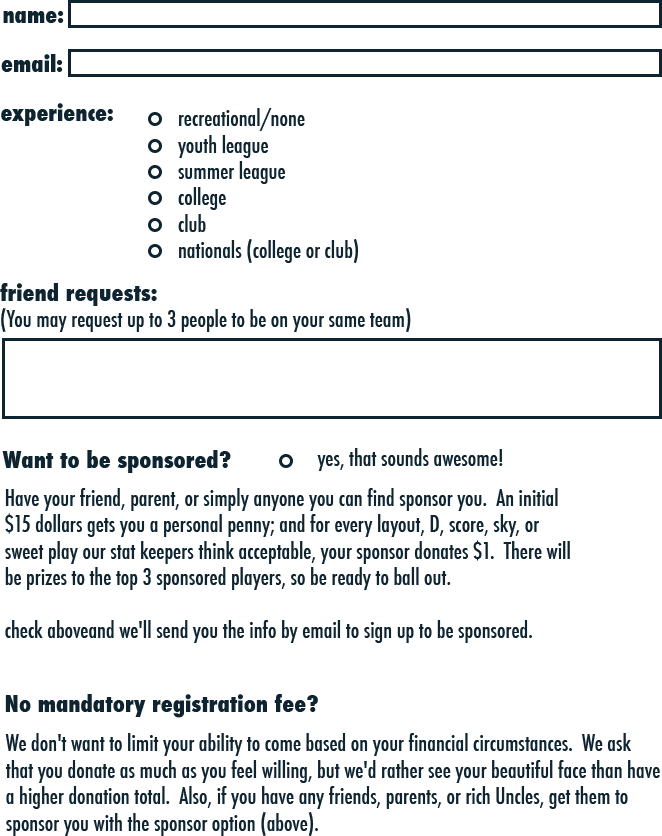 name:
email:
experience:
recreational/none
youth league
summer league
college
club
nationals (college or club)
friend requests:
(You may request up to 3 people to be on your same team)
Want to be sponsored? yes, that sounds awesome!
Have your friend, parent, or simply anyone you can find sponsor you.  An initial
$15 dollars gets you a personal penny; and for every layout, D, score, sky, or
sweet play our stat keepers think acceptable, your sponsor donates $1.  There will
be prizes to the top 3 sponsored players, so be ready to ball out.
check aboveand we'll send you the info by email to sign up to be sponsored.
No mandatory registration fee?
We don't want to limit your ability to come based on your financial circumstances.  We ask
that you donate as much as you feel willing, but we'd rather see your beautiful face than have
a higher donation total.  Also, if you have any friends, parents, or rich Uncles, get them to
sponsor you with the sponsor option (above).